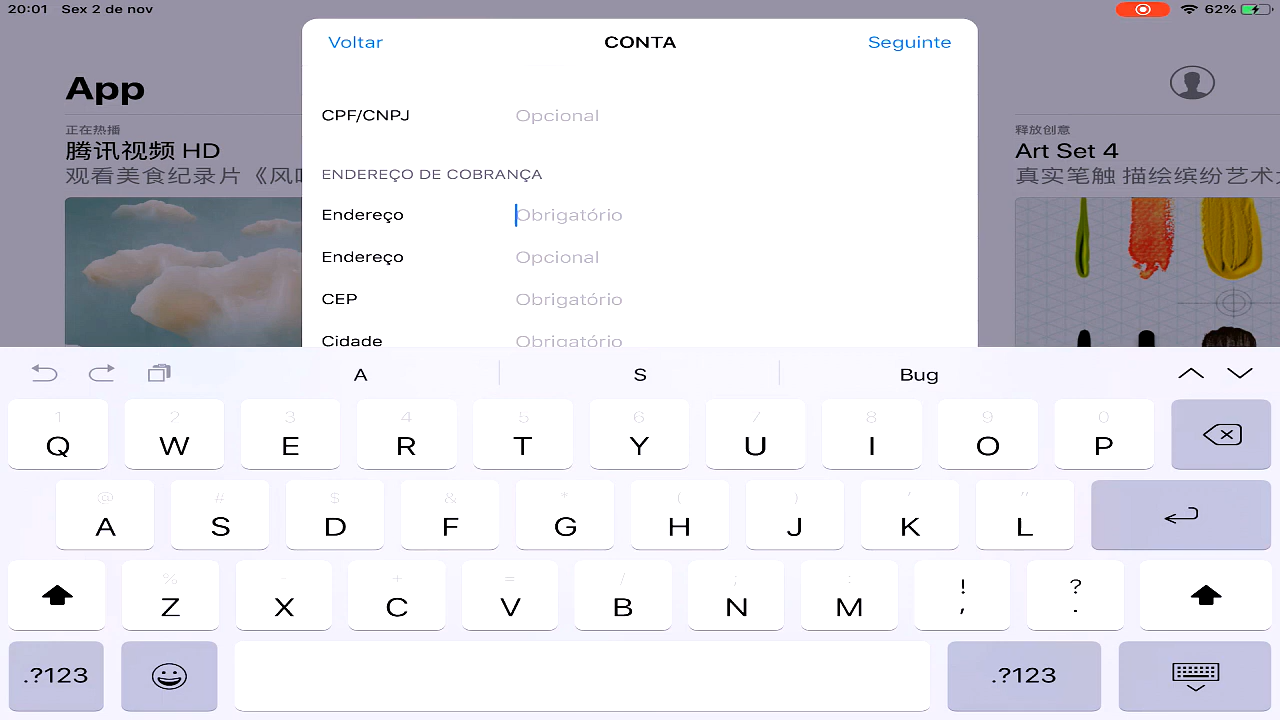 20:01 Sex 2 de nov
62%
Voltar
CONTA
Seguinte
App
CPF/CNPJ Opcional
正在热播
腾讯视频 HD
观看美食纪录片《风
释放创意
Art Set 4
真实笔触 描绘缤纷艺术
ENDEREÇO DE COBRANÇA
Endereço Obrigatório
Endereço Opcional
CEP Obrigatório
Cidade Obrigatório
A S Bug
1 2 3 4 5 6 7 8 9 0
Q W E R T Y U I O P
@ # $ & * ( ) ' "
A S D F G H J K L
% - + = / ; : ! ?
Z X C V B N M , .
.?123 .?123